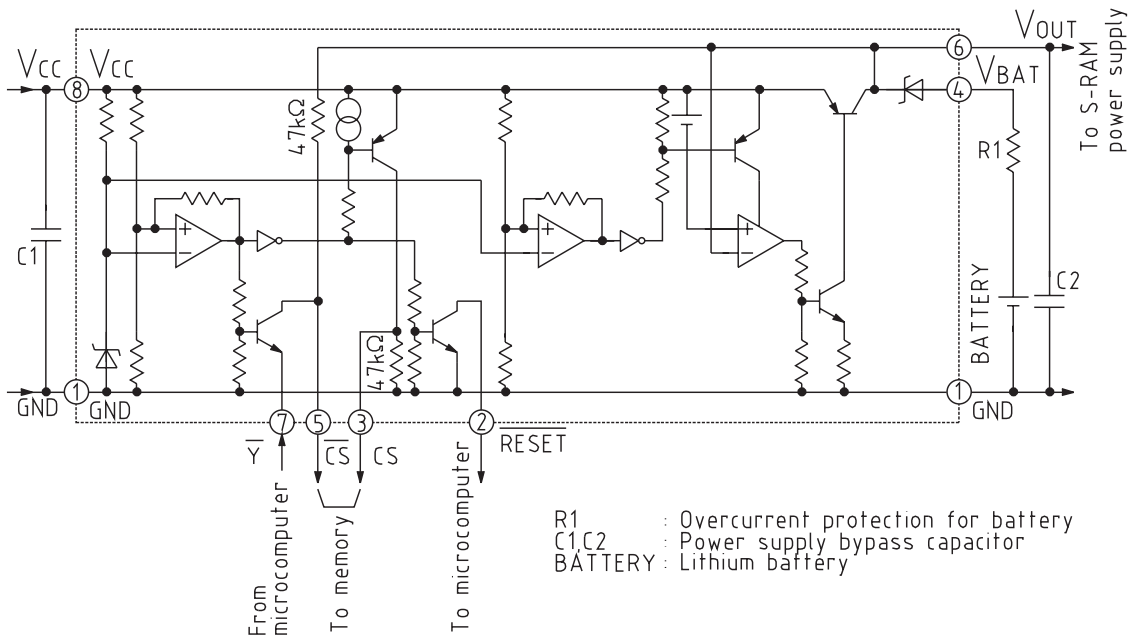 VOUT
To S-RAM
power supply
VCC
VCC
8
6
4
VBAT
47kΩ
R1
+
−
+
−
+
−
C1
C2
BATTERY
47kΩ
1
1
GND
GND
GND
7
5
3
2
Y
CS
CS
RESET
From
microcomputer
To memory
To microcomputer
R1 : Overcurrent protection for battery
C1,C2 : Power supply bypass capacitor
BATTERY : Lithium battery